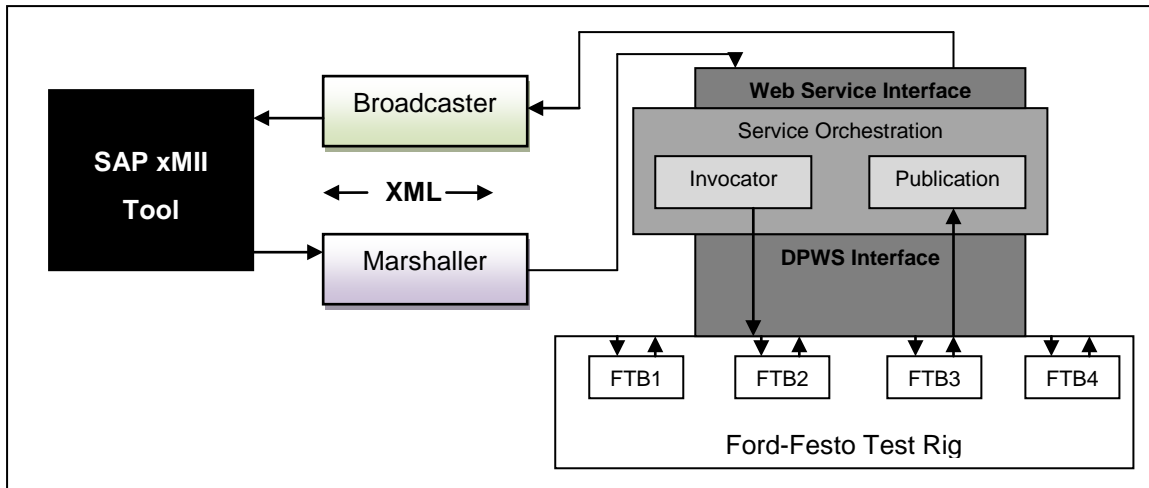 Broadcaster
SAP xMII
Tool
XML
Marshaller
Web Service Interface
Service Orchestration
Invocator
Publication
DPWS Interface
FTB1
FTB2
FTB3
FTB4
Ford-Festo Test Rig